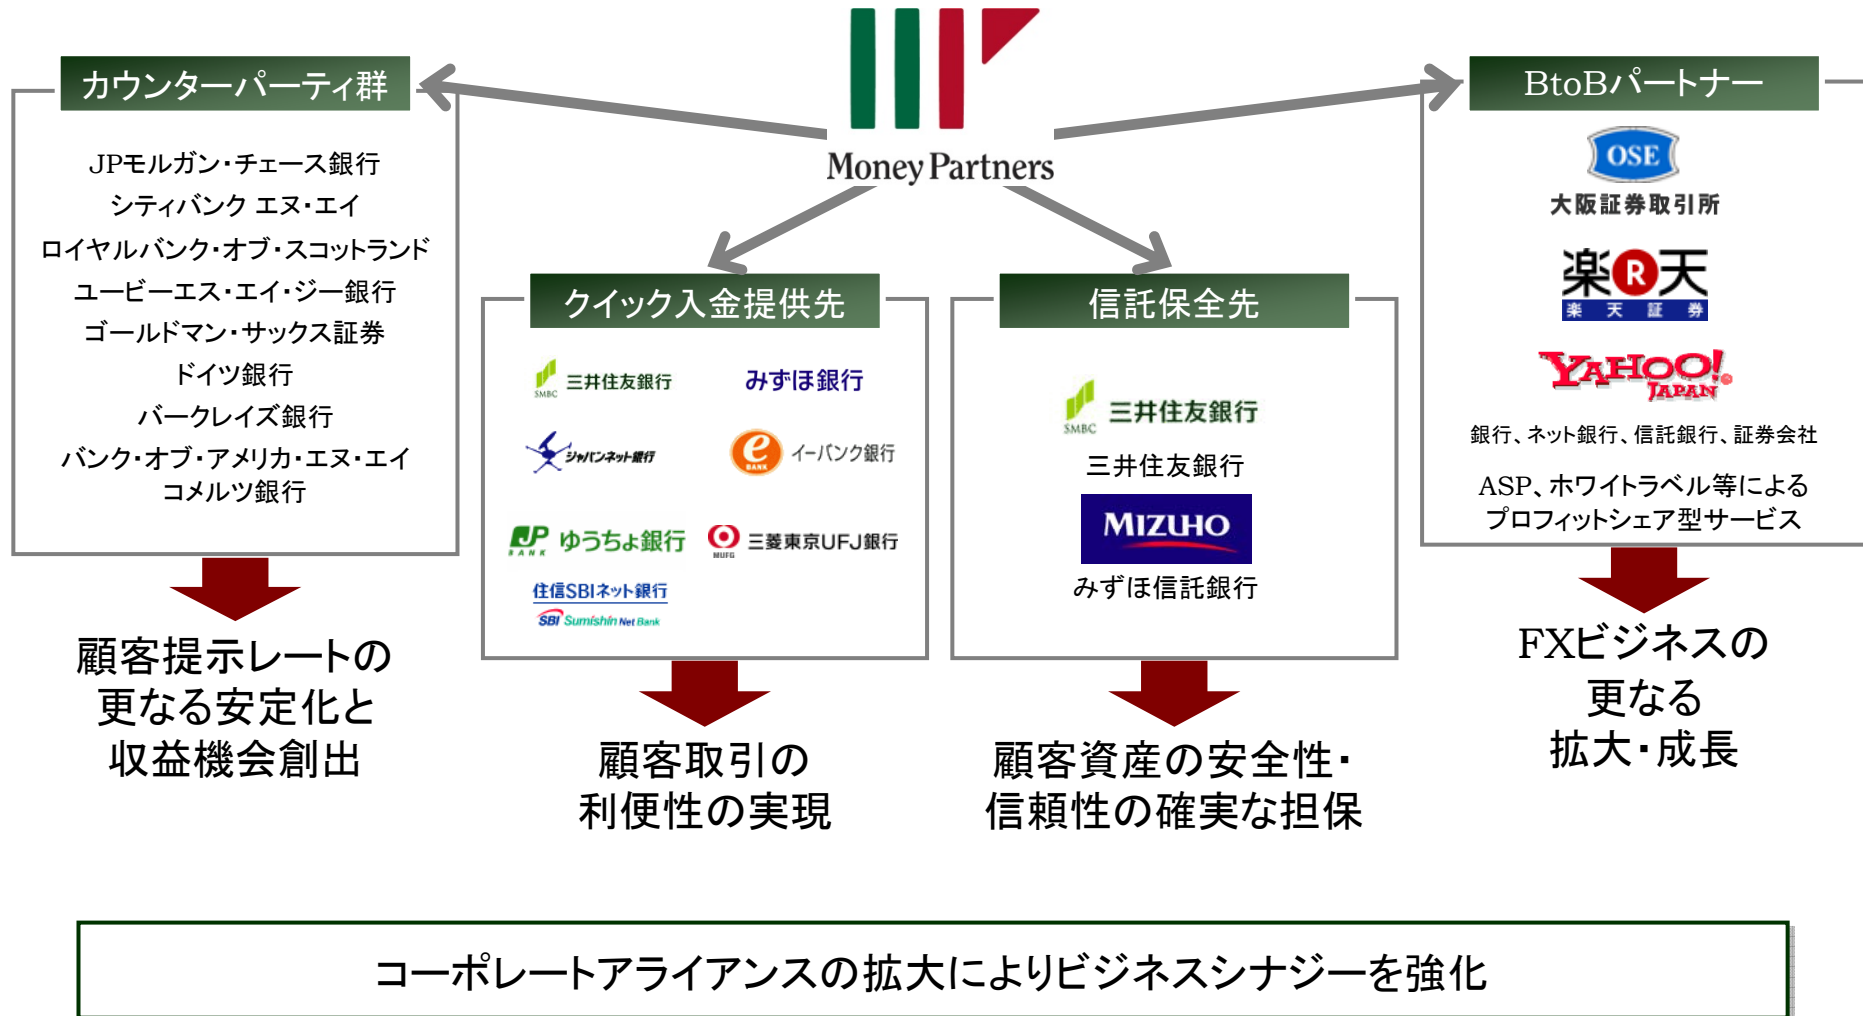 Money Partners
カウンターパーティ群
JPモルガン・チェース銀行
シティバンク エヌ・エイ
ロイヤルバンク・オブ・スコットランド
ユービーエス・エイ・ジー銀行
ゴールドマン・サックス証券
ドイツ銀行
バークレイズ銀行
バンク・オブ・アメリカ・エヌ・エイ
コメルツ銀行
顧客提示レートの
更なる安定化と
収益機会創出
クイック入金提供先
SMBC 三井住友銀行
みずほ銀行
ジャパンネット銀行
e BANK イーバンク銀行
JP BANK ゆうちょ銀行
MUFG 三菱東京UFJ銀行
住信SBIネット銀行
SBI Sumishin Net Bank
顧客取引の
利便性の実現
信託保全先
SMBC 三井住友銀行
三井住友銀行
MIZUHO
みずほ信託銀行
顧客資産の安全性・
信頼性の確実な担保
BtoBパートナー
OSE
大阪証券取引所
楽R天
楽天証券
YAHOO!
JAPAN
銀行、ネット銀行、信託銀行、証券会社
ASP、ホワイトラベル等による
プロフィットシェア型サービス
FXビジネスの
更なる
拡大・成長
コーポレートアライアンスの拡大によりビジネスシナジーを強化